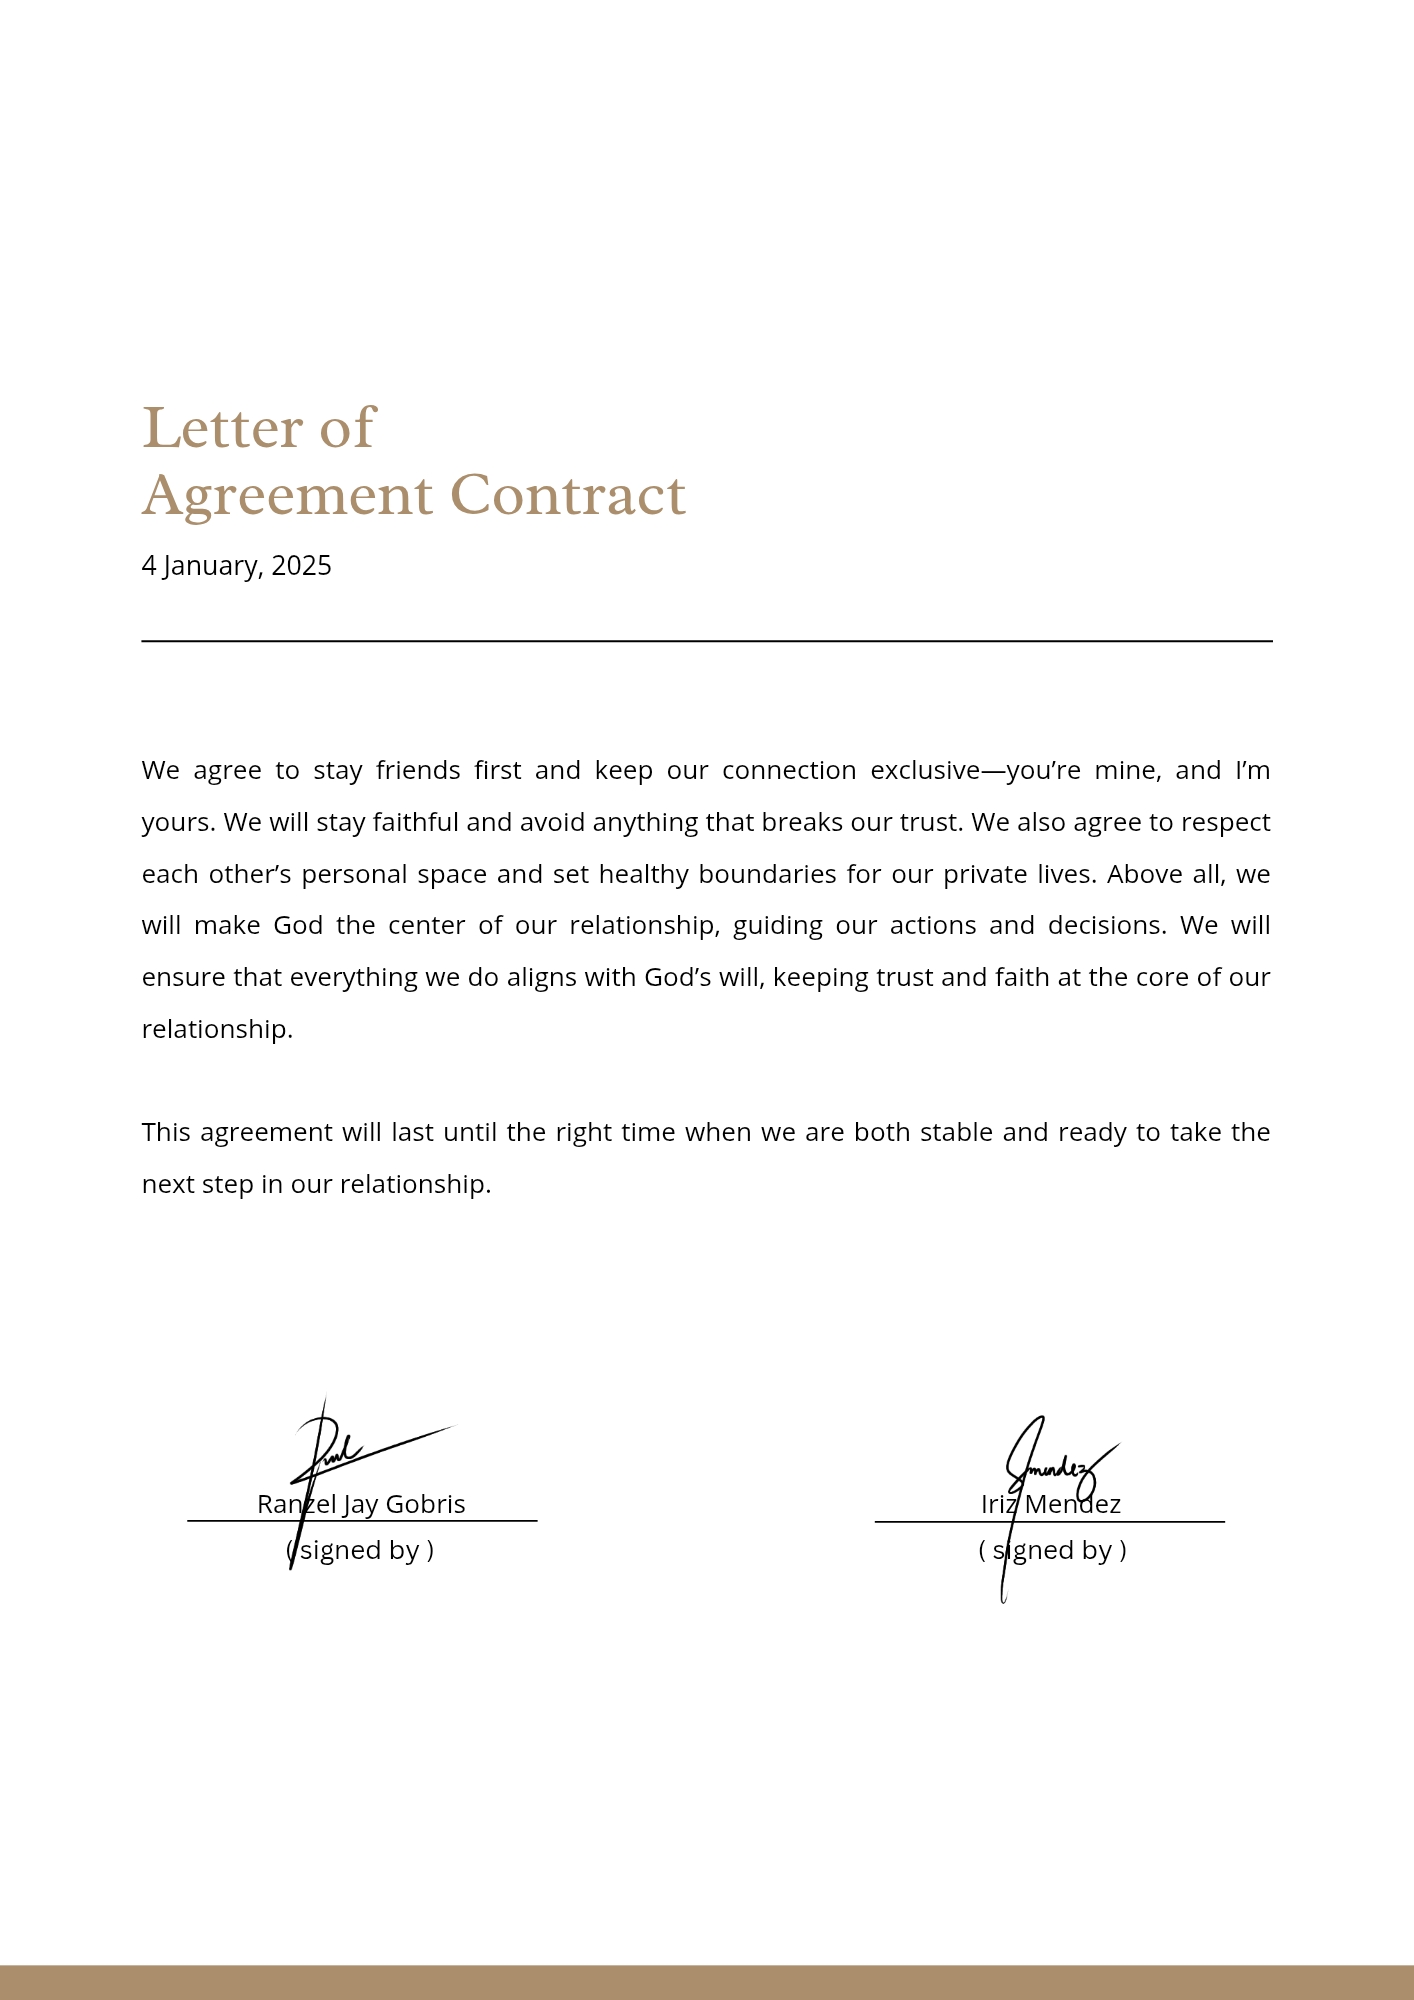 Letter of
Agreement Contract
4 January, 2025
We agree to stay friends first and keep our connection exclusive—you’re mine, and I’m
yours. We will stay faithful and avoid anything that breaks our trust. We also agree to respect
each other’s personal space and set healthy boundaries for our private lives. Above all, we
will make God the center of our relationship, guiding our actions and decisions. We will
ensure that everything we do aligns with God’s will, keeping trust and faith at the core of our
relationship.
This agreement will last until the right time when we are both stable and ready to take the
next step in our relationship.
Ranzel Jay Gobris
( signed by )
Iriz Mendez
( signed by )